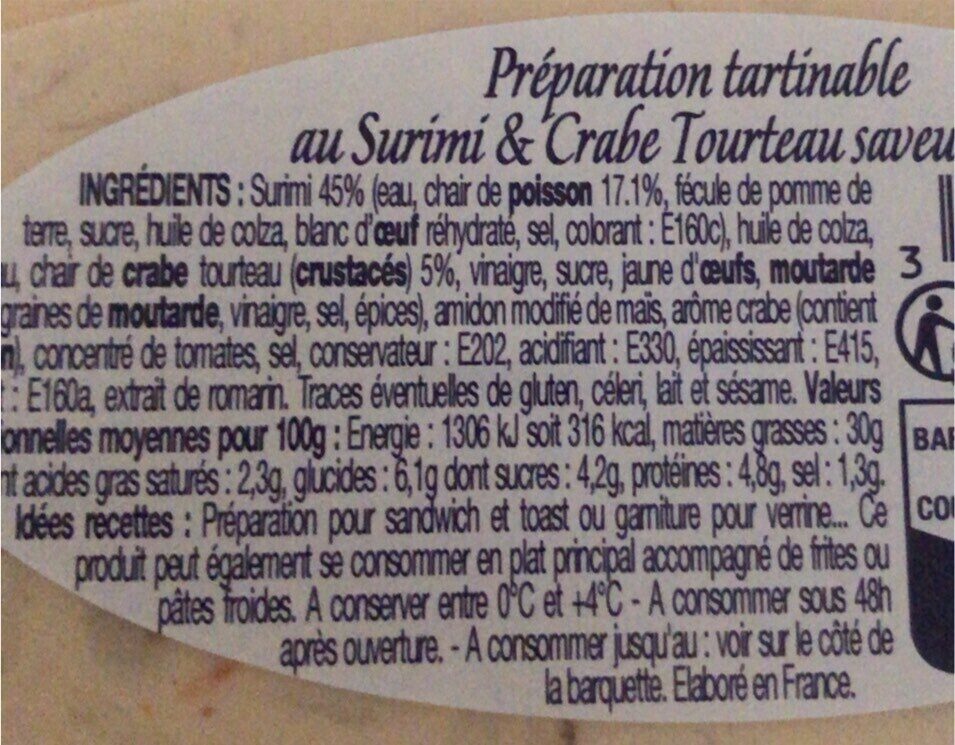 Préparation tartinable
au Surimi & Crabe Tourteau saveu
INGRÉDIENTS : Surimi 45% (eau, chair de poisson 17.1%, fécule de pomme de
terre, sucre, huile de colza, blanc d'œuf réhydraté, sel, colorant : E160c), huile de colza,
u, chair de crabe tourteau (crustacés) 5%, vinaigre, sucre, jaune d'œufs, moutarde
graines de moutarde, vinaigre, sel, épices), amidon modifié de maïs, arôme crabe (contient
n), concentré de tomates, sel, conservateur : E202, acidifiant : E330, épaississant : E415,
: E160a, extrait de romarin. Traces éventuelles de gluten, céleri, lait et sésame. Valeurs
onnelles moyennes pour 100g : Energie : 1306 kJ soit 316 kcal, matières grasses : 30g
nt acides gras saturés : 2,3g, glucides : 6,1g dont sucres : 4,2g, protéines : 4,8g, sel : 1,3g.
Idées recettes : Préparation pour sandwich et toast ou garniture pour verrine... Ce
produit peut également se consommer en plat principal accompagné de frites ou
pâtes froides. A conserver entre 0°C et +4°C - A consommer sous 48h
après ouverture. - A consommer jusqu'au : voir sur le côté de
la barquette. Elaboré en France.
3
BAR
COU